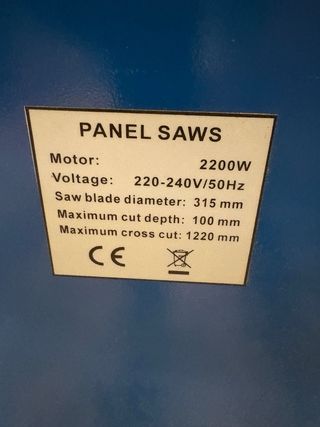 PANEL SAWS
Motor: 2200W
Voltage: 220-240V/50Hz
Saw blade diameter: 315 mm
Maximum cut depth: 100 mm
Maximum cross cut: 1220 mm
CE